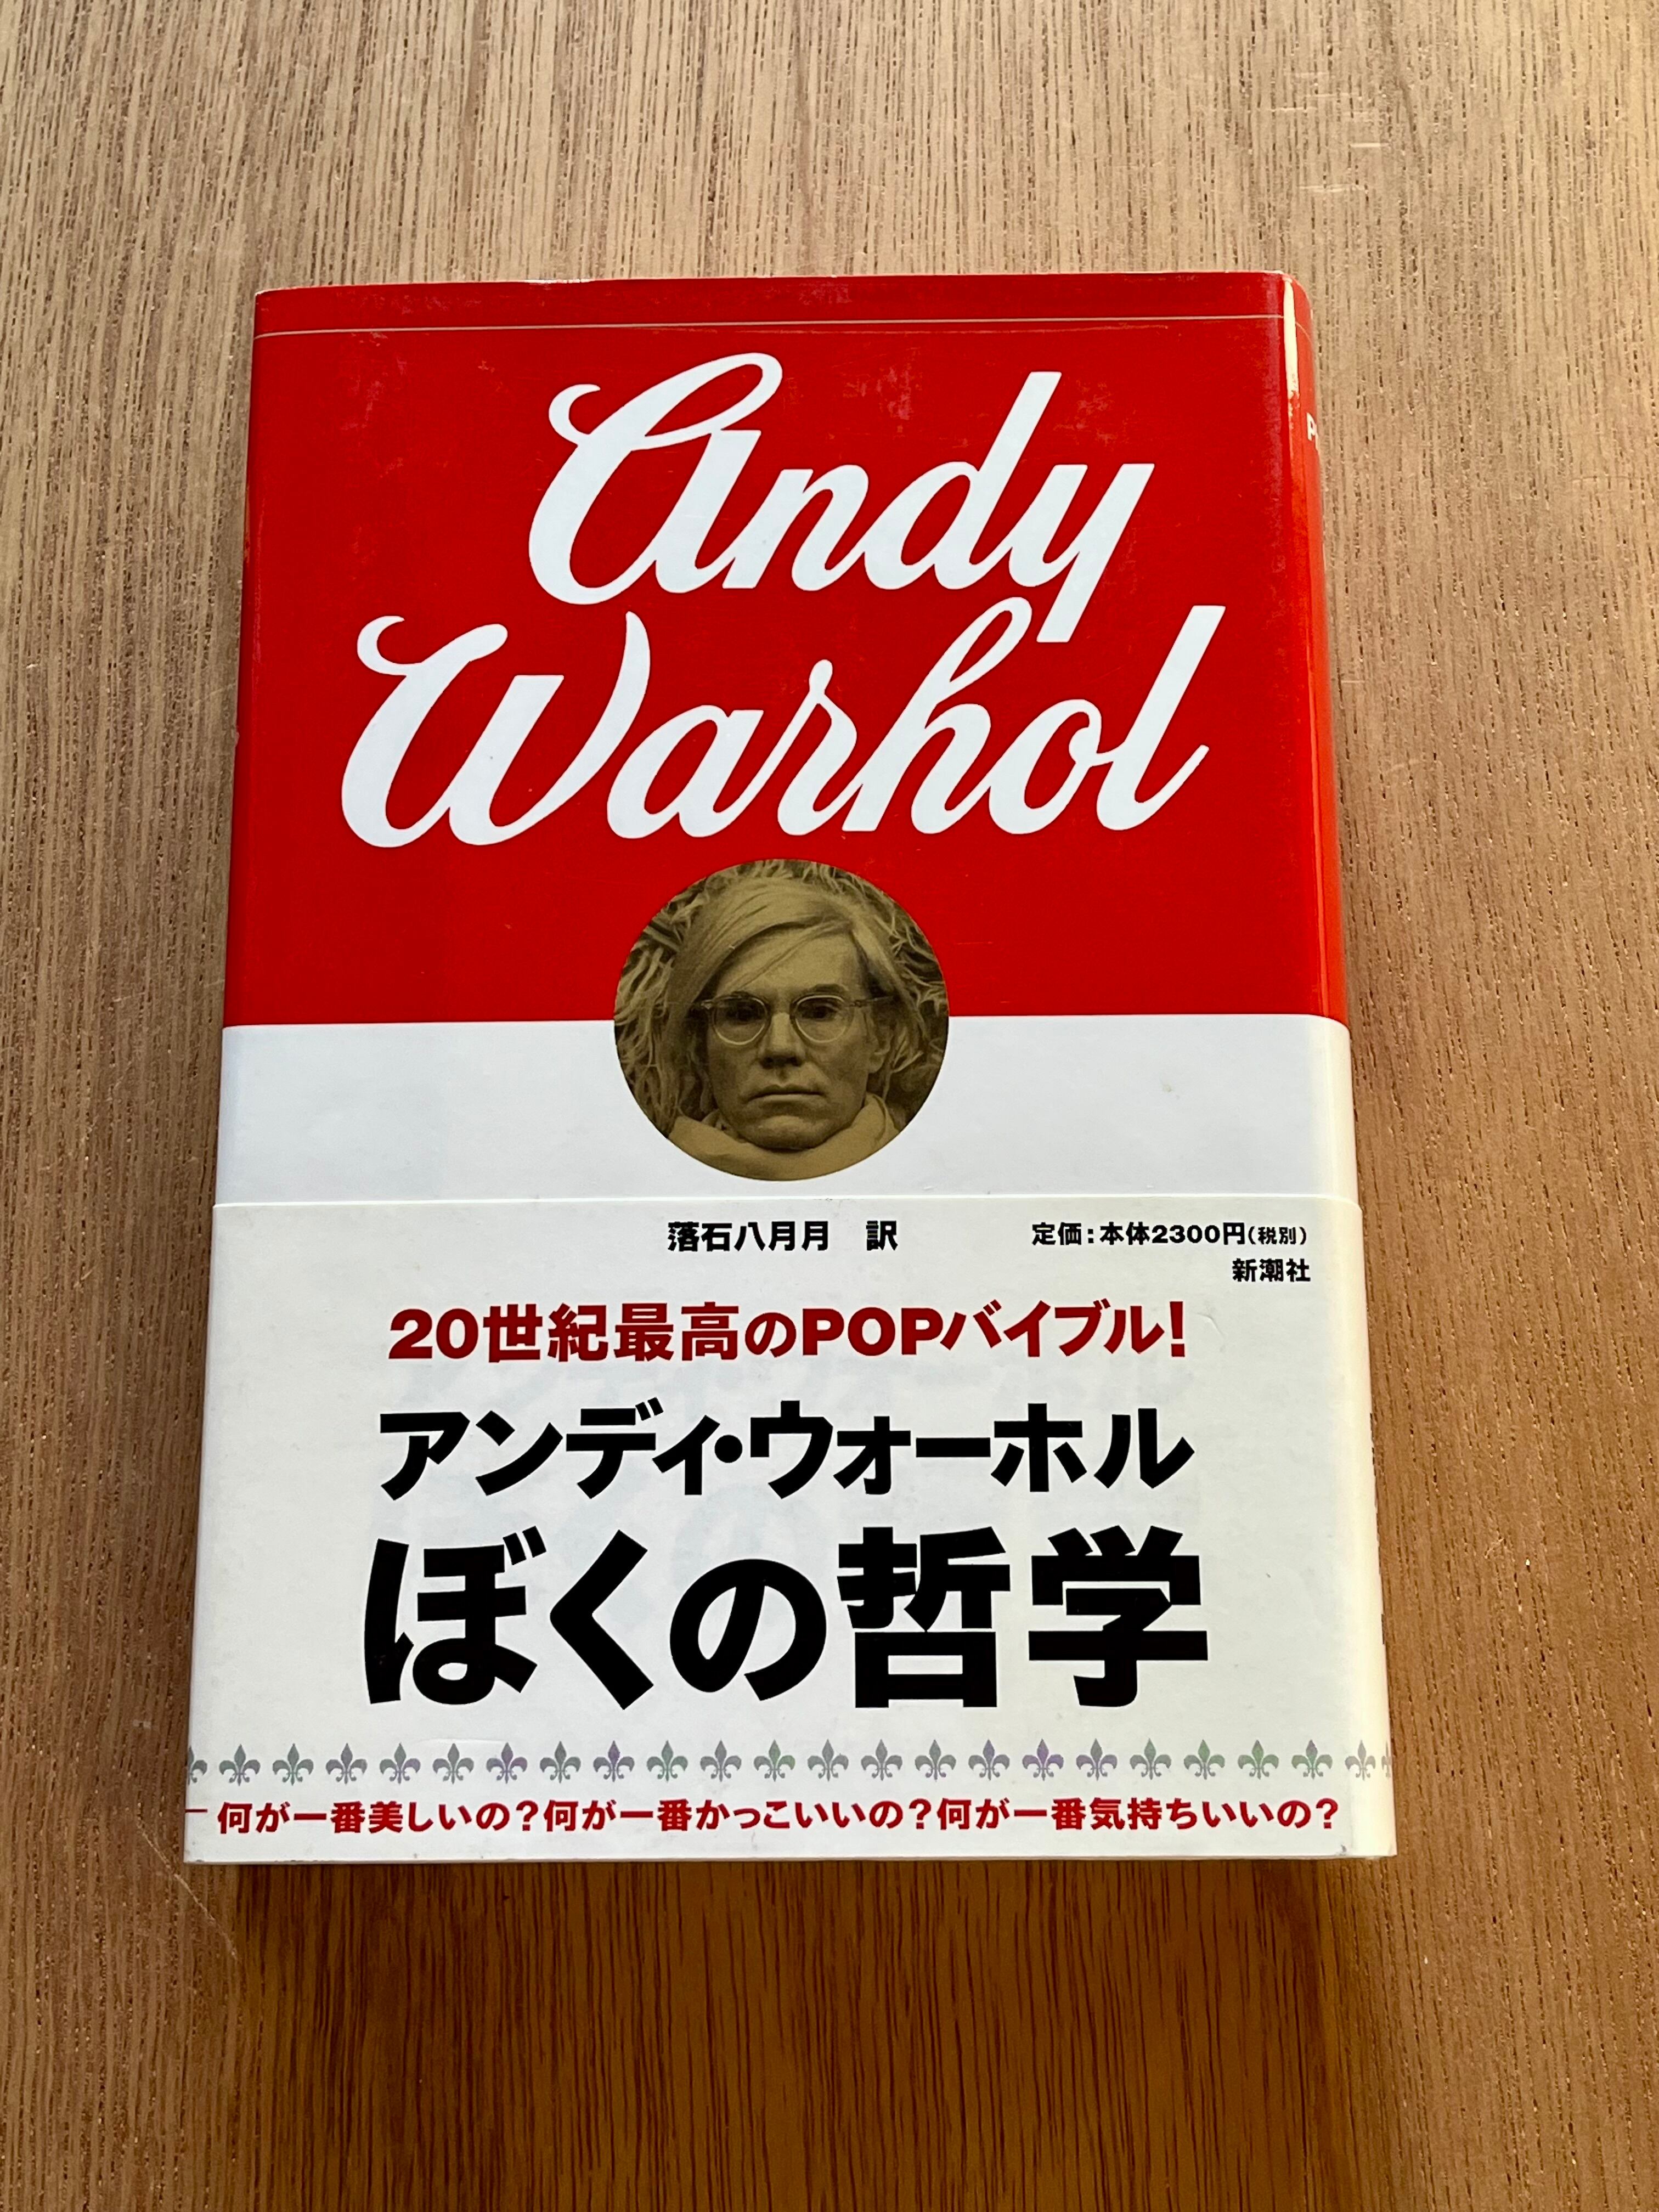 Andy
Warhol
落石八月月 訳
定価:本体2300円(税別)
新潮社
20世紀最高のPOPバイブル!
アンディ・ウォーホル
ぼくの哲学
何が一番美しいの?何が一番かっこいいの?何が一番気持ちいいの?